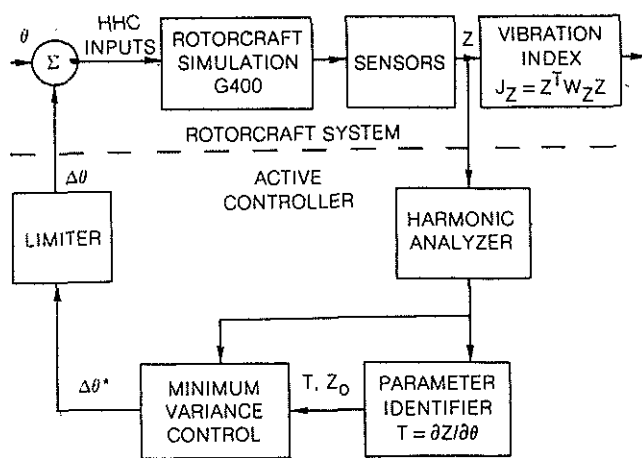 θ
HHC
INPUTS
Σ
ROTORCRAFT
SIMULATION
G400
SENSORS
Z
VIBRATION
INDEX
J_Z = Z^T W_Z Z
ROTORCRAFT SYSTEM
ACTIVE
CONTROLLER
Δθ
LIMITER
HARMONIC
ANALYZER
Δθ*
MINIMUM
VARIANCE
CONTROL
T, Z_O
PARAMETER
IDENTIFIER
T = ∂Z/∂θ